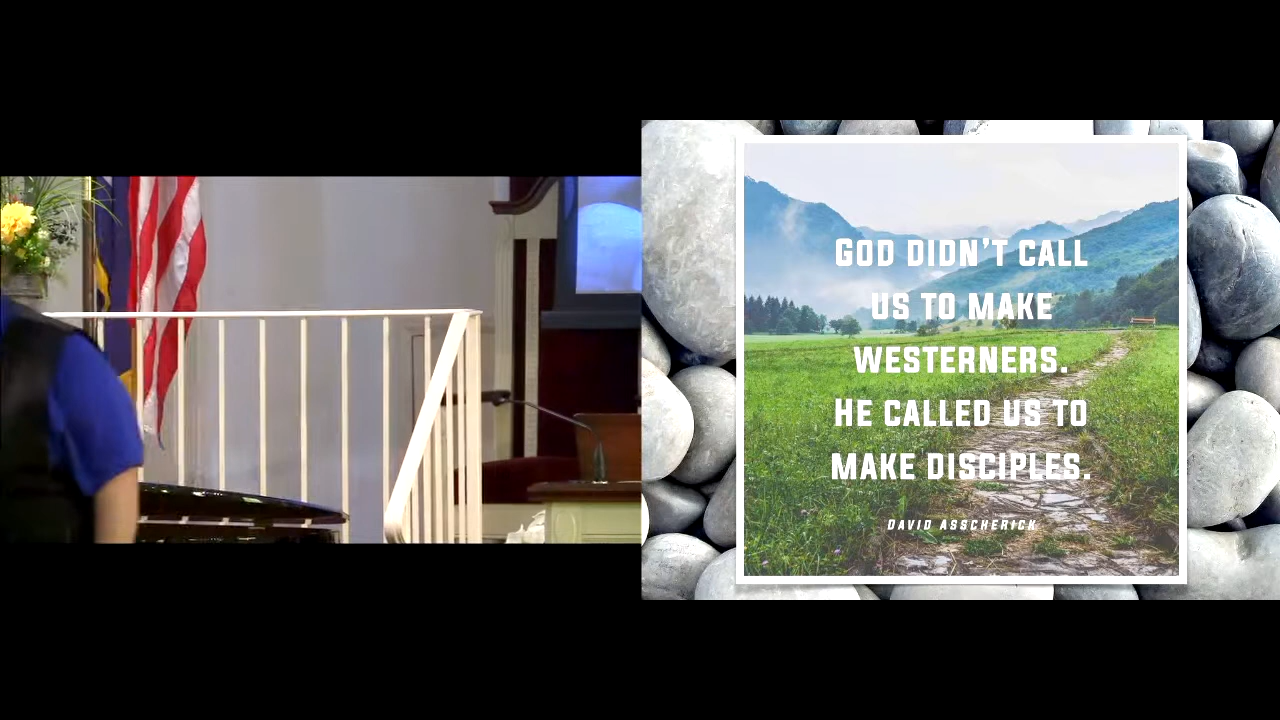 GOD DIDN'T CALL
US TO MAKE
WESTERNERS.
HE CALLED US TO
MAKE DISCIPLES.
DAVID ASSCHERICK